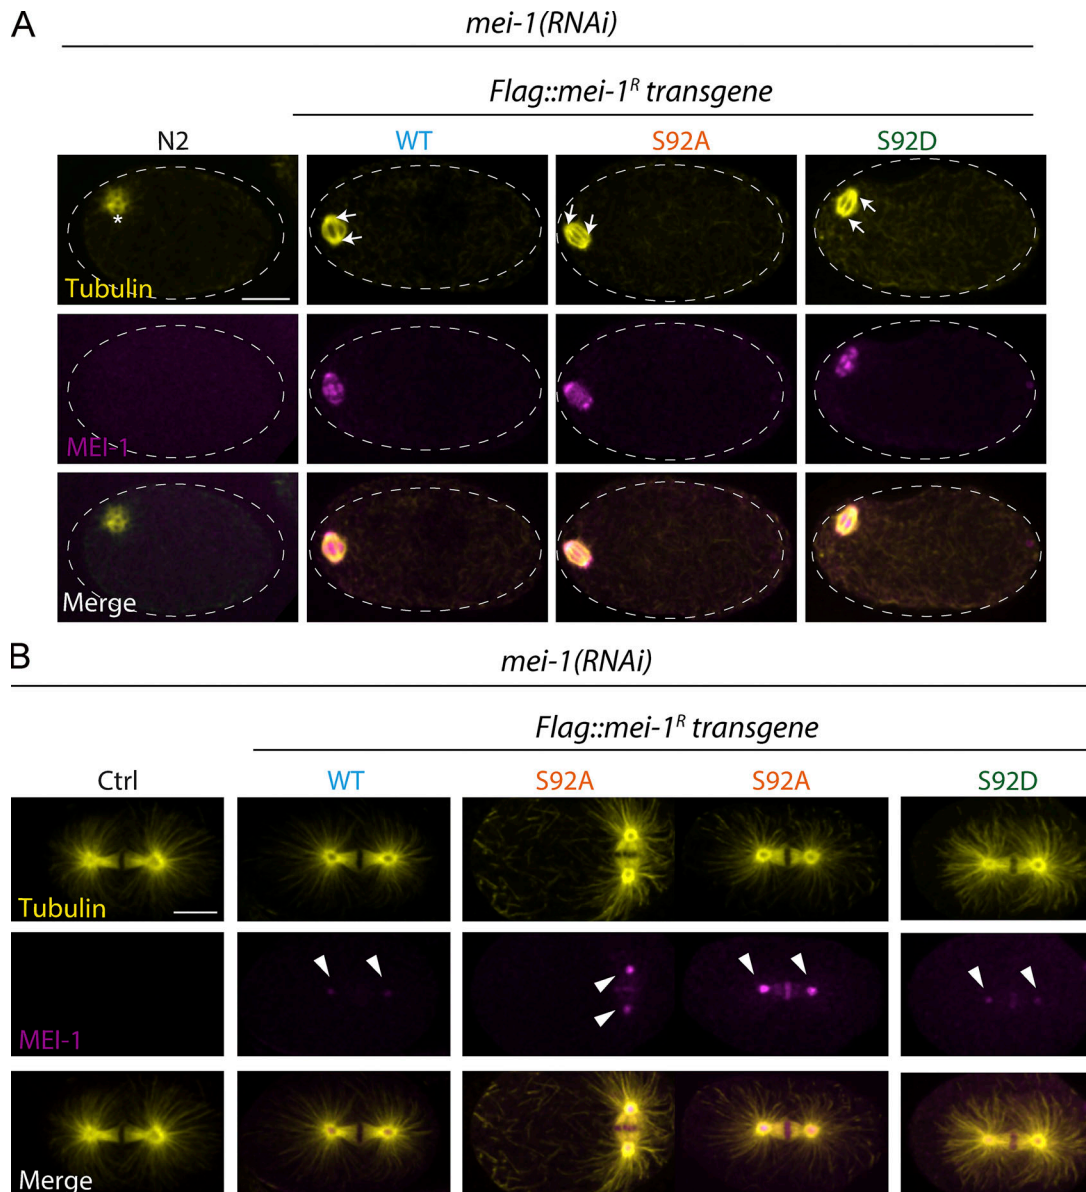 A
mei-1(RNAi)
Flag::mei-1ᴿ transgene
N2 WT S92A S92D
*
Tubulin
MEI-1
Merge
B
mei-1(RNAi)
Flag::mei-1ᴿ transgene
Ctrl WT S92A S92A S92D
Tubulin
MEI-1
Merge